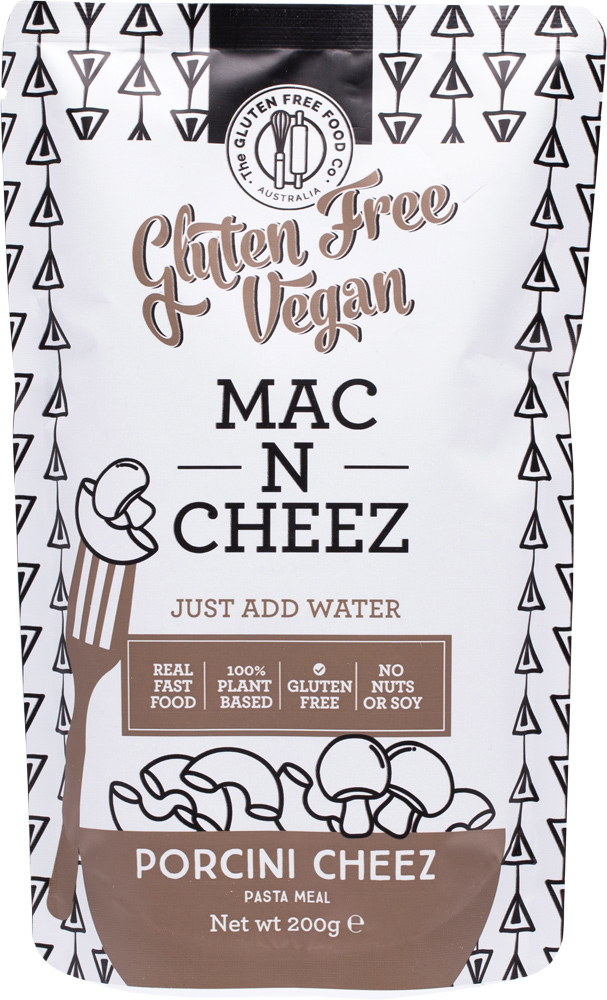 The GLUTEN FREE FOOD Co.
AUSTRALIA
Gluten Free
Vegan
MAC
N
CHEEZ
JUST ADD WATER
REAL FAST FOOD
100% PLANT BASED
GLUTEN FREE
NO NUTS OR SOY
PORCINI CHEEZ
PASTA MEAL
Net wt 200g ℮